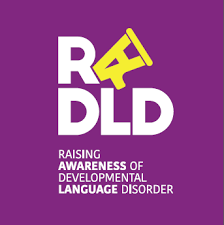 RA
DLD
RAISING
AWARENESS OF
DEVELOPMENTAL
LANGUAGE DISORDER